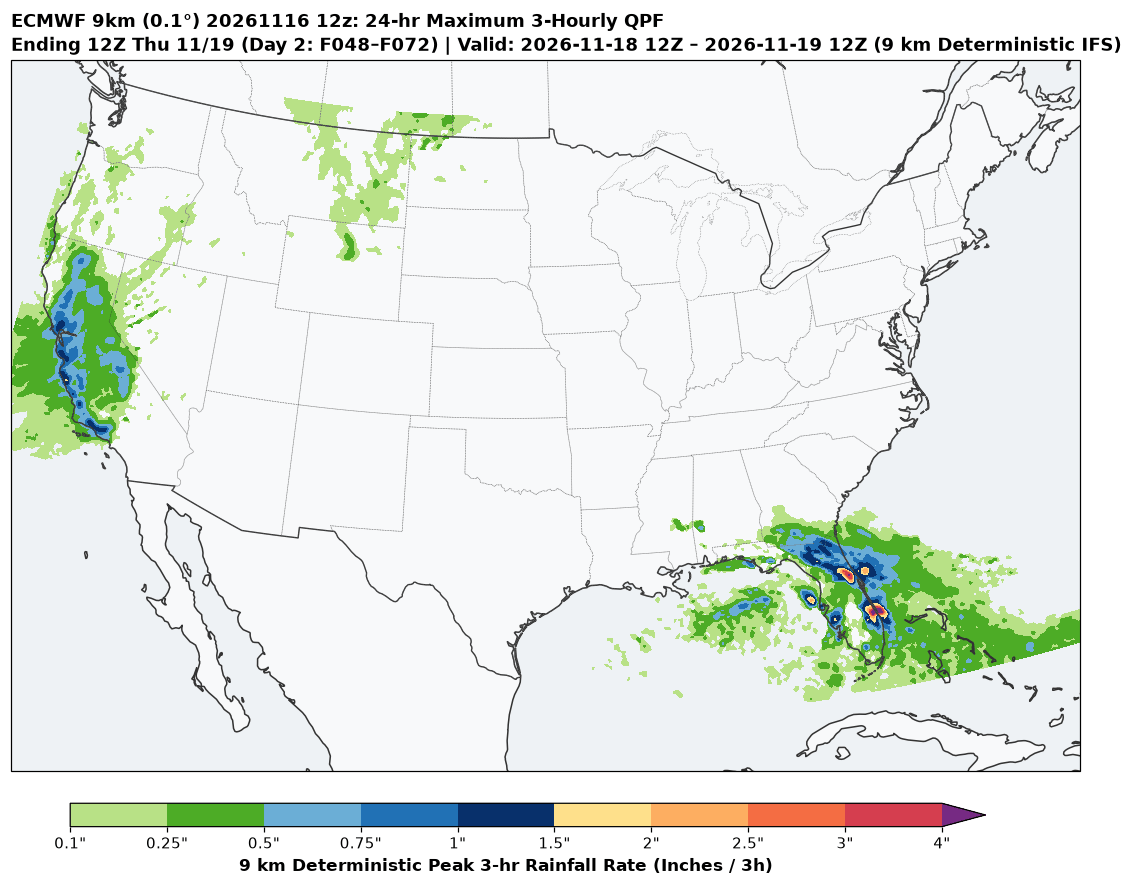 ECMWF 9km (0.1°) 20261116 12z: 24-hr Maximum 3-Hourly QPF
Ending 12Z Thu 11/19 (Day 2: F048–F072) | Valid: 2026-11-18 12Z – 2026-11-19 12Z (9 km Deterministic IFS)
0.1" 0.25" 0.5" 0.75" 1" 1.5" 2" 2.5" 3" 4"
9 km Deterministic Peak 3-hr Rainfall Rate (Inches / 3h)